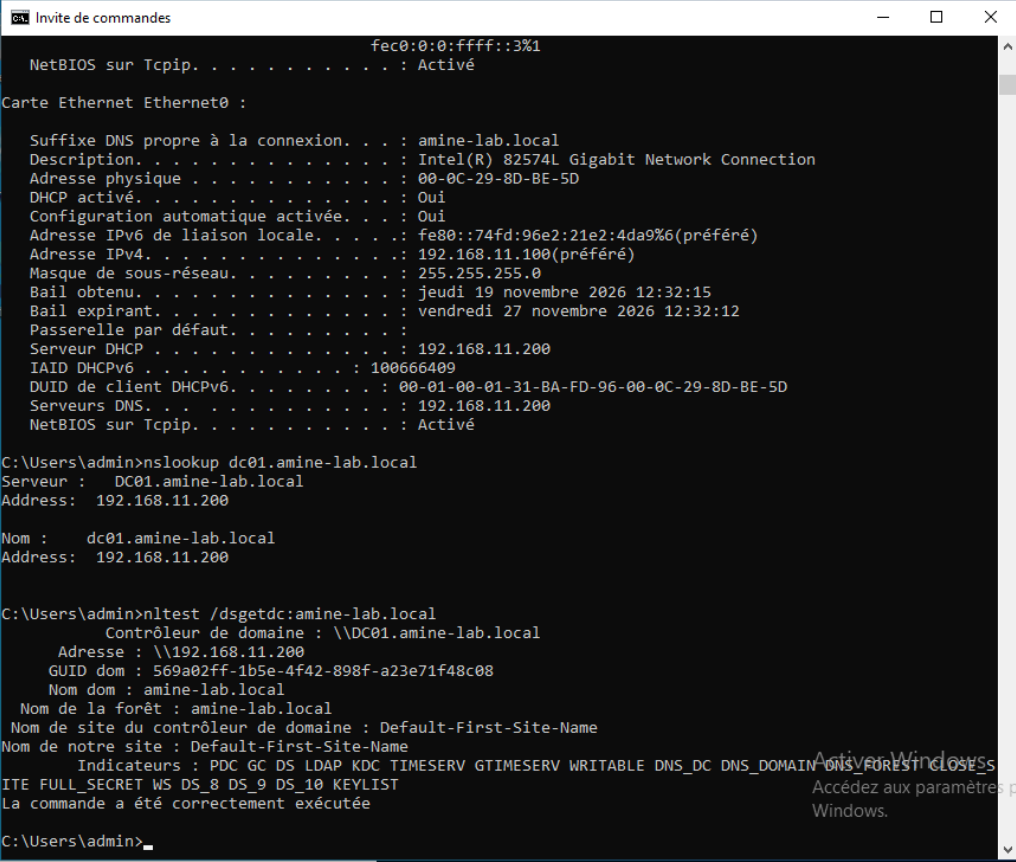 Invite de commandes
fec0:0:0:ffff::3%1
NetBIOS sur Tcpip. . . . . . . . . . . : Activé
Carte Ethernet Ethernet0 :
Suffixe DNS propre à la connexion. . . : amine-lab.local
Description. . . . . . . . . . . . . . : Intel(R) 82574L Gigabit Network Connection
Adresse physique . . . . . . . . . . . : 00-0C-29-8D-BE-5D
DHCP activé. . . . . . . . . . . . . . : Oui
Configuration automatique activée. . . : Oui
Adresse IPv6 de liaison locale. . . . .: fe80::74fd:96e2:21e2:4da9%6(préféré)
Adresse IPv4. . . . . . . . . . . . . .: 192.168.11.100(préféré)
Masque de sous-réseau. . . . . . . . . : 255.255.255.0
Bail obtenu. . . . . . . . . . . . . . : jeudi 19 novembre 2026 12:32:15
Bail expirant. . . . . . . . . . . . . : vendredi 27 novembre 2026 12:32:12
Passerelle par défaut. . . . . . . . . :
Serveur DHCP . . . . . . . . . . . . . : 192.168.11.200
IAID DHCPv6 . . . . . . . . . . . : 100666409
DUID de client DHCPv6. . . . . . . . : 00-01-00-01-31-BA-FD-96-00-0C-29-8D-BE-5D
Serveurs DNS. . .  . . . . . . . . . . : 192.168.11.200
NetBIOS sur Tcpip. . . . . . . . . . . : Activé
C:\Users\admin>nslookup dc01.amine-lab.local
Serveur :   DC01.amine-lab.local
Address:  192.168.11.200
Nom :    dc01.amine-lab.local
Address:  192.168.11.200
C:\Users\admin>nltest /dsgetdc:amine-lab.local
Contrôleur de domaine : \\DC01.amine-lab.local
Adresse : \\192.168.11.200
GUID dom : 569a02ff-1b5e-4f42-898f-a23e71f48c08
Nom dom : amine-lab.local
Nom de la forêt : amine-lab.local
Nom de site du contrôleur de domaine : Default-First-Site-Name
Nom de notre site : Default-First-Site-Name
Indicateurs : PDC GC DS LDAP KDC TIMESERV GTIMESERV WRITABLE DNS_DC DNS_DOMAIN DNS_FOREST CLOSE_S
ITE FULL_SECRET WS DS_8 DS_9 DS_10 KEYLIST
La commande a été correctement exécutée
C:\Users\admin>
Activer Windows
Accédez aux paramètres p
Windows.